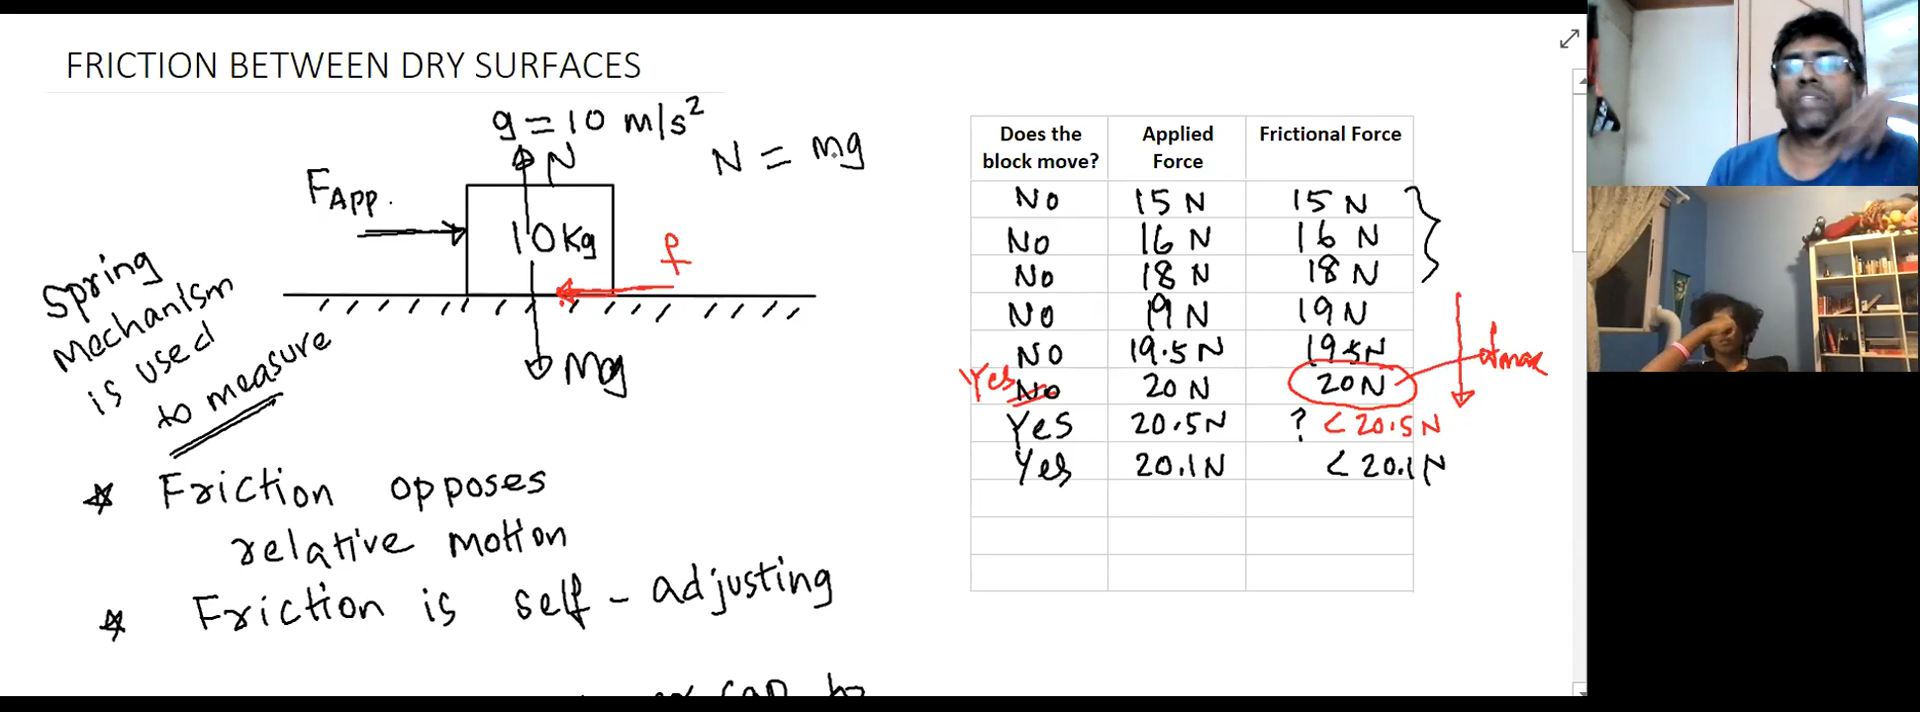 FRICTION BETWEEN DRY SURFACES
g = 10 m/s²
N
N = mg
F APP.
10 Kg
f
Mg
Spring
Mechanism
is used
to measure
☆ Friction opposes
relative motion
☆ Friction is self - adjusting
can be
Does the block move? Applied Force Frictional Force
No 15 N 15 N
No 16 N 16 N
No 18 N 18 N
No 19 N 19 N
No 19.5 N 19.5 N
Yes No 20 N 20 N fmax
Yes 20.5 N ? < 20.5 N
Yes 20.1 N < 20.1 N